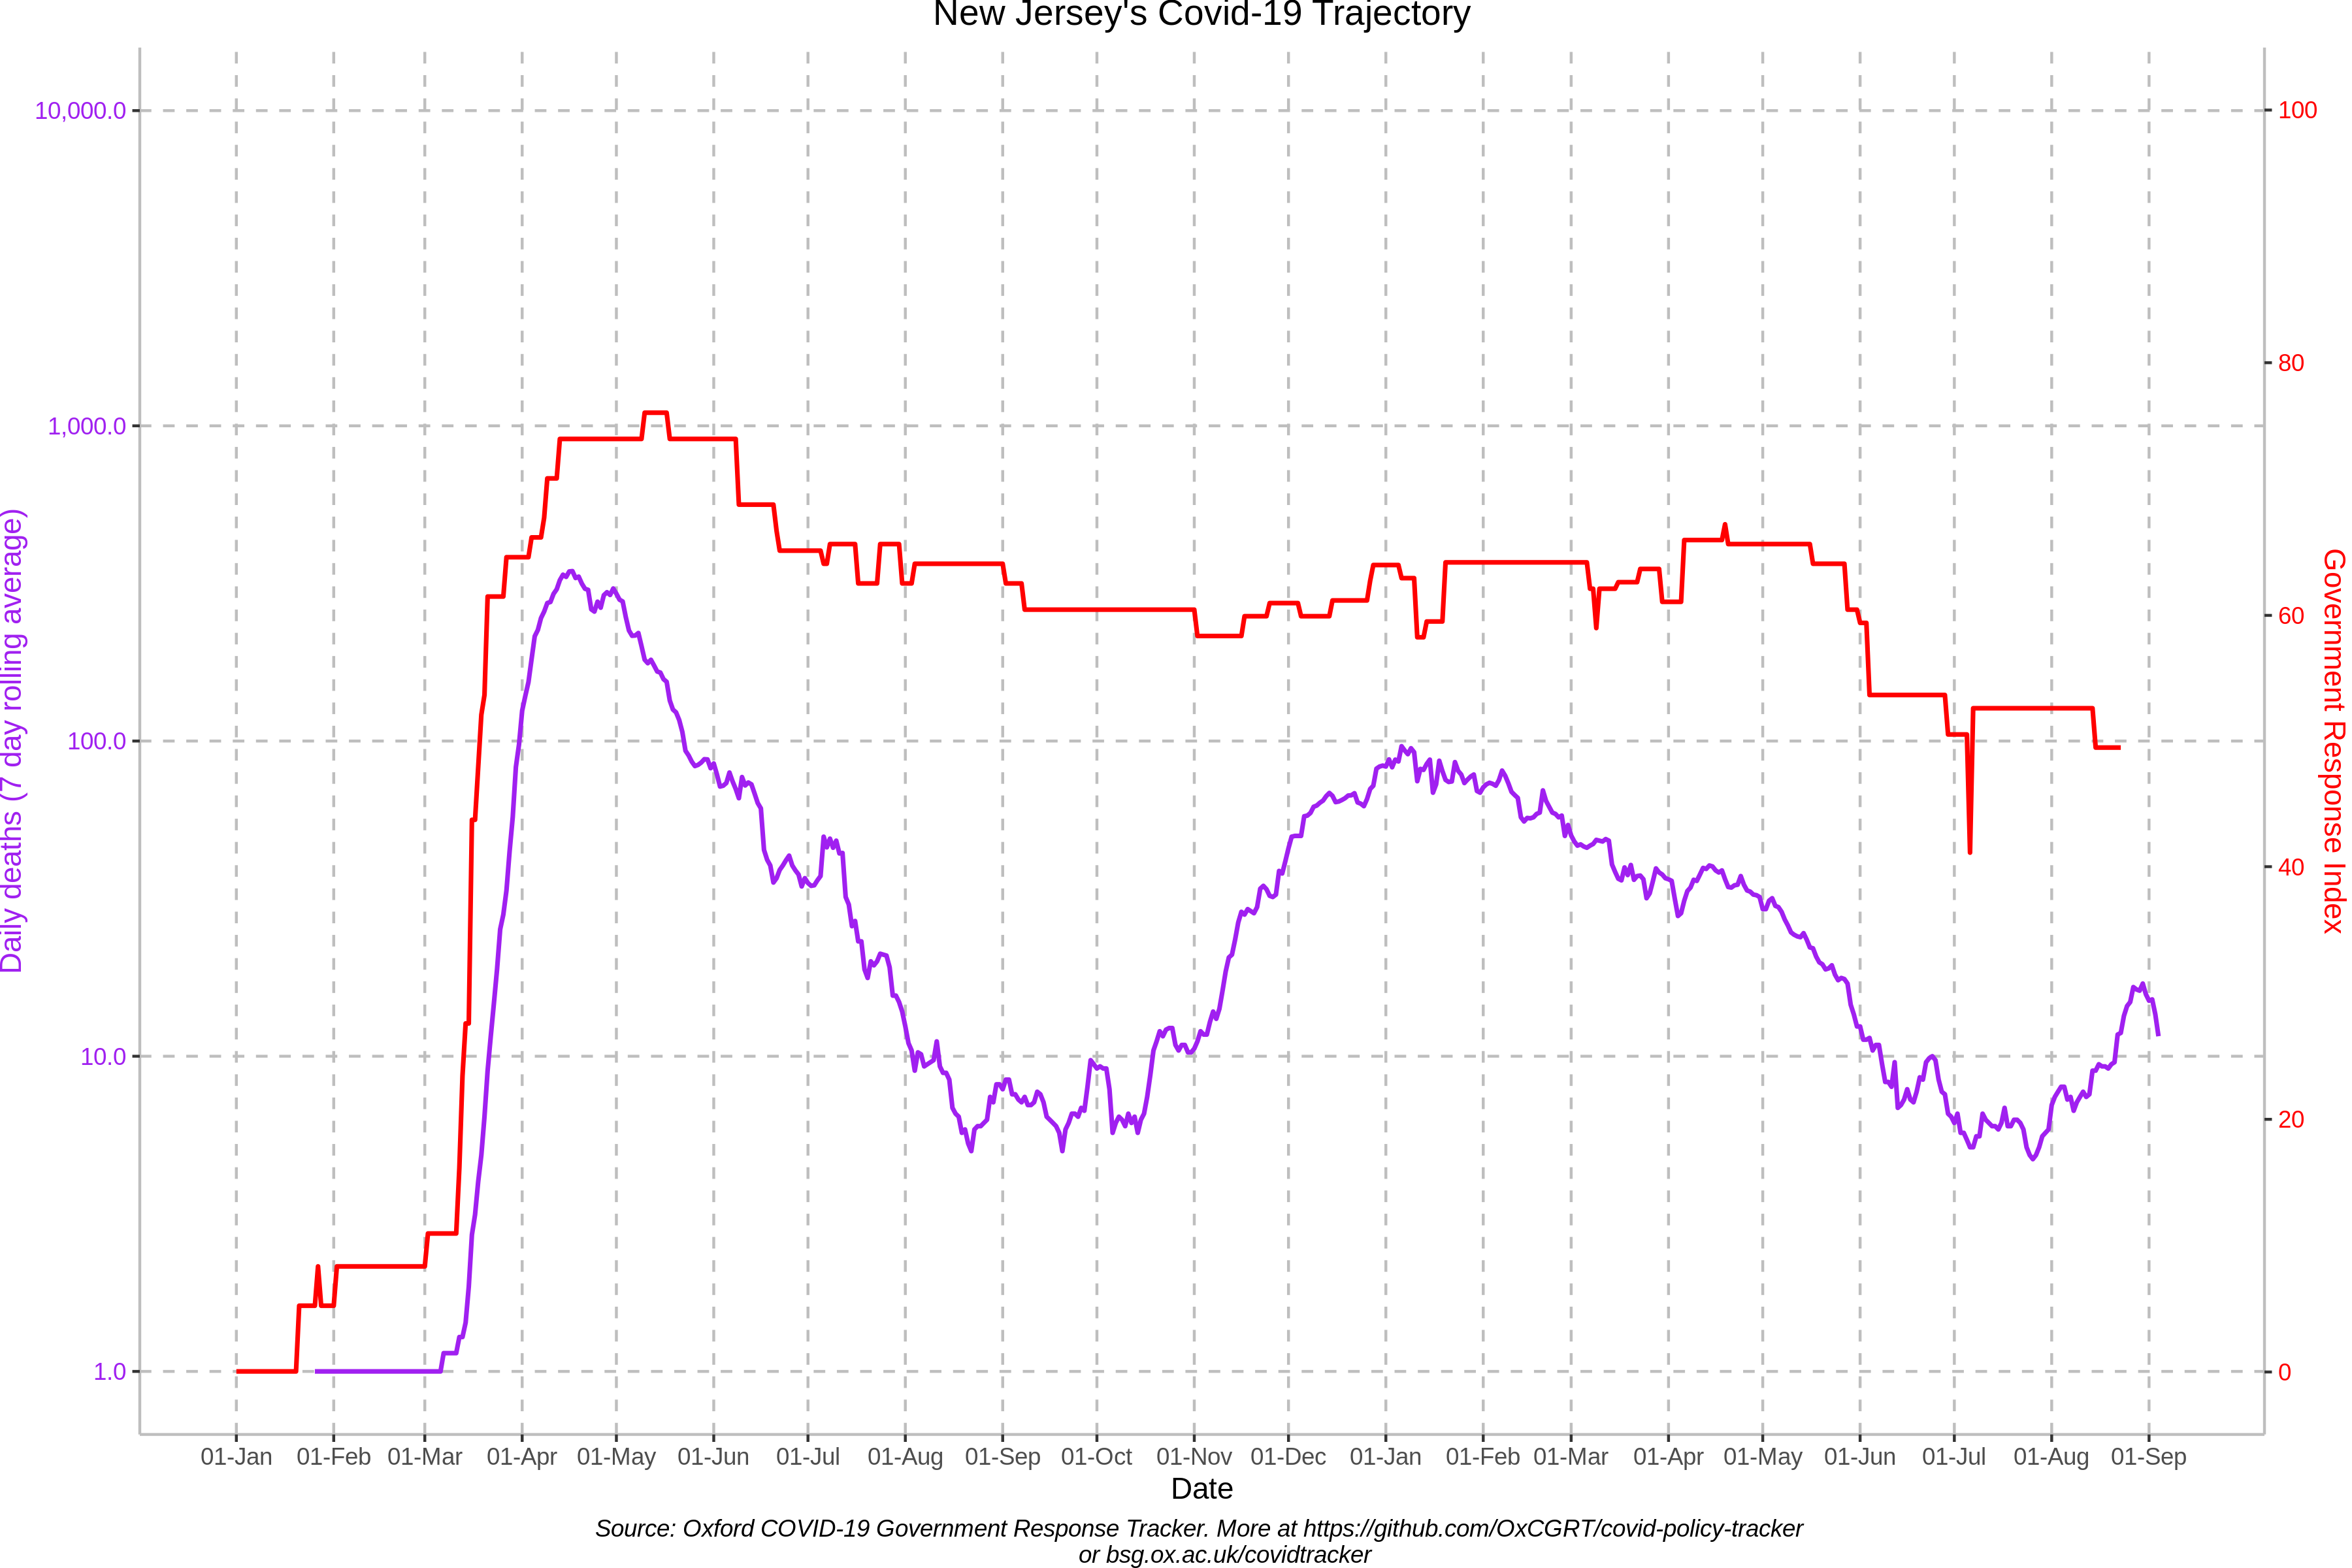 New Jersey's Covid-19 Trajectory
10,000.0
1,000.0
100.0
10.0
1.0
Daily deaths (7 day rolling average)
100
80
60
40
20
0
Government Response Index
01-Jan 01-Feb 01-Mar 01-Apr 01-May 01-Jun 01-Jul 01-Aug 01-Sep 01-Oct 01-Nov 01-Dec 01-Jan 01-Feb 01-Mar 01-Apr 01-May 01-Jun 01-Jul 01-Aug 01-Sep
Date
Source: Oxford COVID-19 Government Response Tracker. More at https://github.com/OxCGRT/covid-policy-tracker
or bsg.ox.ac.uk/covidtracker